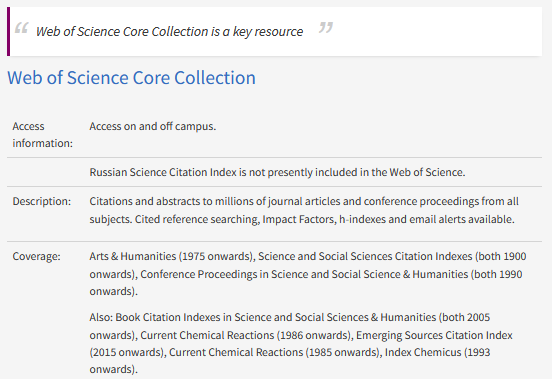 “ Web of Science Core Collection is a key resource ”
Web of Science Core Collection
Access
information:
Access on and off campus.
Russian Science Citation Index is not presently included in the Web of Science.
Description:
Citations and abstracts to millions of journal articles and conference proceedings from all
subjects. Cited reference searching, Impact Factors, h-indexes and email alerts available.
Coverage:
Arts & Humanities (1975 onwards), Science and Social Sciences Citation Indexes (both 1900
onwards), Conference Proceedings in Science and Social Science & Humanities (both 1990
onwards).
Also: Book Citation Indexes in Science and Social Sciences & Humanities (both 2005
onwards), Current Chemical Reactions (1986 onwards), Emerging Sources Citation Index
(2015 onwards), Current Chemical Reactions (1985 onwards), Index Chemicus (1993
onwards).